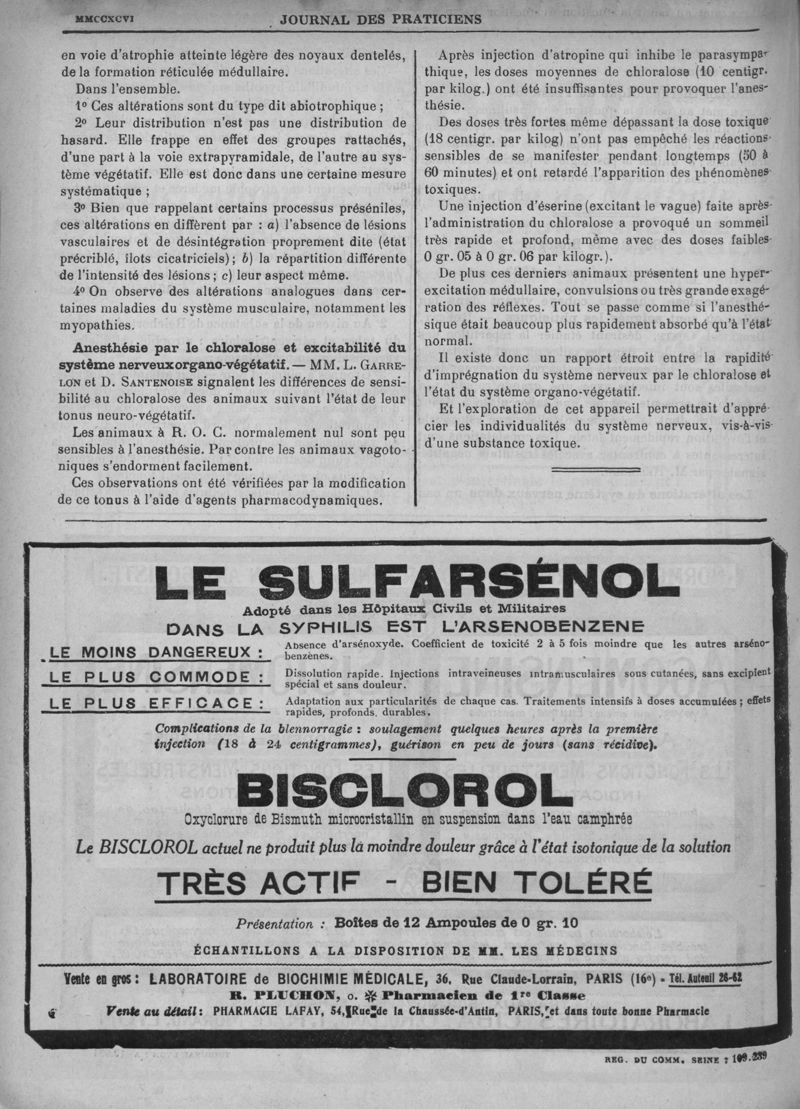 MMCCXCVI
JOURNAL DES PRATICIENS
en voie d'atrophie atteinte légère des noyaux dentelés,
de la formation réticulée médullaire.
Dans l'ensemble.
1º Ces altérations sont du type dit abiotrophique ;
2º Leur distribution n'est pas une distribution de
hasard. Elle frappe en effet des groupes rattachés,
d'une part à la voie extrapyramidale, de l'autre au sys-
tème végétatif. Elle est donc dans une certaine mesure
systématique ;
3º Bien que rappelant certains processus préséniles,
ces altérations en diffèrent par : a) l'absence de lésions
vasculaires et de désintégration proprement dite (état
précriblé, îlots cicatriciels) ; b) la répartition différente
de l'intensité des lésions ; c) leur aspect même.
4º On observe des altérations analogues dans cer-
taines maladies du système musculaire, notamment les
myopathies.
Anesthésie par le chloralose et excitabilité du
système nerveux organo-végétatif. — MM. L. GARRE-
LON et D. SANTENOISE signalent les différences de sensi-
bilité au chloralose des animaux suivant l'état de leur
tonus neuro-végétatif.
Les animaux à R. O. C. normalement nul sont peu
sensibles à l'anesthésie. Par contre les animaux vagoto-
niques s'endorment facilement.
Ces observations ont été vérifiées par la modification
de ce tonus à l'aide d'agents pharmacodynamiques.
Après injection d'atropine qui inhibe le parasympa-
thique, les doses moyennes de chloralose (10 centigr.
par kilog.) ont été insuffisantes pour provoquer l'anes-
thésie.
Des doses très fortes même dépassant la dose toxique
(18 centigr. par kilog) n'ont pas empêché les réactions
sensibles de se manifester pendant longtemps (50 à
60 minutes) et ont retardé l'apparition des phénomènes
toxiques.
Une injection d'éserine (excitant le vague) faite après
l'administration du chloralose a provoqué un sommeil
très rapide et profond, même avec des doses faibles
0 gr. 05 à 0 gr. 06 par kilogr.).
De plus ces derniers animaux présentent une hyper-
excitation médullaire, convulsions ou très grande exagé-
ration des réflexes. Tout se passe comme si l'anesthé-
sique était beaucoup plus rapidement absorbé qu'à l'état
normal.
Il existe donc un rapport étroit entre la rapidité
d'imprégnation du système nerveux par le chloralose et
l'état du système organo-végétatif.
Et l'exploration de cet appareil permettrait d'appré-
cier les individualités du système nerveux, vis-à-vis
d'une substance toxique.
LE SULFARSÉNOL
Adopté dans les Hôpitaux Civils et Militaires
DANS LA SYPHILIS EST L'ARSENOBENZENE
LE MOINS DANGEREUX : Absence d'arsénoxyde. Coefficient de toxicité 2 à 5 fois moindre que les autres arséno-
benzènes.
LE PLUS COMMODE : Dissolution rapide. Injections intraveineuses intramusculaires sous cutanées, sans excipient
spécial et sans douleur.
LE PLUS EFFICACE : Adaptation aux particularités de chaque cas. Traitements intensifs à doses accumulées ; effets
rapides, profonds, durables.
Complications de la blennorragie : soulagement quelques heures après la première
injection (18 à 24 centigrammes), guérison en peu de jours (sans récidive).
BISCLOROL
Oxyclorure de Bismuth microcristallin en suspension dans l'eau camphrée
Le BISCLOROL actuel ne produit plus la moindre douleur grâce à l'état isotonique de la solution
TRÈS ACTIF - BIEN TOLÉRÉ
Présentation : Boîtes de 12 Ampoules de 0 gr. 10
ÉCHANTILLONS A LA DISPOSITION DE MM. LES MÉDECINS
Vente en gros : LABORATOIRE de BIOCHIMIE MÉDICALE, 36, Rue Claude-Lorrain, PARIS (16e) - Tél. Auteuil 26-62
R. PLUCHON, O. ✻ Pharmacien de 1re Classe
Vente au détail : PHARMACIE LAFAY, 54, Rue de la Chaussée-d'Antin, PARIS, et dans toute bonne Pharmacie
REG. DU COMM. SEINE : 109.289